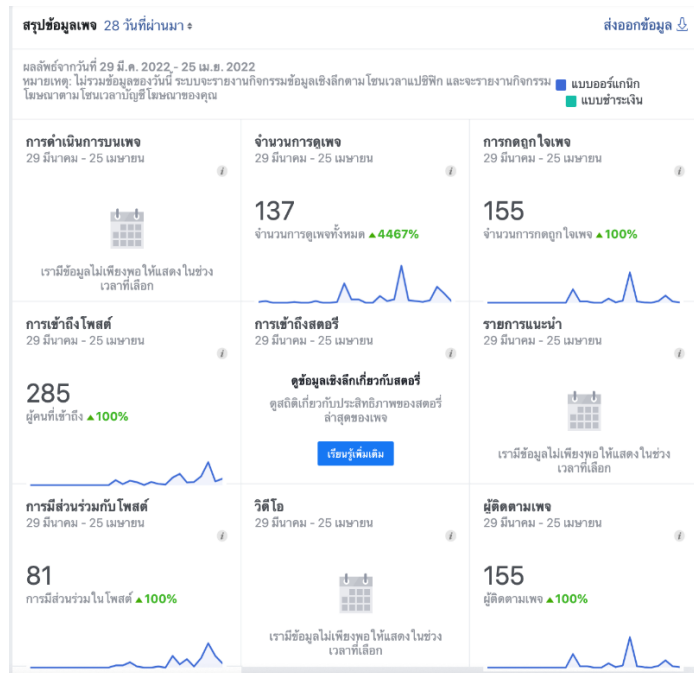 สรุปข้อมูลเพจ 28 วันที่ผ่านมา
ส่งออกข้อมูล
ผลลัพธ์จากวันที่ 29 มี.ค. 2022 - 25 เม.ย. 2022
หมายเหตุ: ไม่รวมข้อมูลของวันนี้ ระบบจะรายงานกิจกรรมข้อมูลเชิงลึกตามโซนเวลาแปซิฟิก และจะรายงานกิจกรรม
โฆษณาตามโซนเวลาบัญชีโฆษณาของคุณ
แบบออร์แกนิก
แบบชำระเงิน
การดำเนินการบนเพจ
29 มีนาคม - 25 เมษายน
เรามีข้อมูลไม่เพียงพอให้แสดงในช่วง
เวลาที่เลือก
จำนวนการดูเพจ
29 มีนาคม - 25 เมษายน
137
จำนวนการดูเพจทั้งหมด ▲4467%
การกดถูกใจเพจ
29 มีนาคม - 25 เมษายน
155
จำนวนการกดถูกใจเพจ ▲100%
การเข้าถึงโพสต์
29 มีนาคม - 25 เมษายน
285
ผู้คนที่เข้าถึง ▲100%
การเข้าถึงสตอรี่
29 มีนาคม - 25 เมษายน
ดูข้อมูลเชิงลึกเกี่ยวกับสตอรี่
ดูสถิติเกี่ยวกับประสิทธิภาพของสตอรี่
ล่าสุดของเพจ
เรียนรู้เพิ่มเติม
รายการแนะนำ
29 มีนาคม - 25 เมษายน
เรามีข้อมูลไม่เพียงพอให้แสดงในช่วง
เวลาที่เลือก
การมีส่วนร่วมกับโพสต์
29 มีนาคม - 25 เมษายน
81
การมีส่วนร่วมในโพสต์ ▲100%
วิดีโอ
29 มีนาคม - 25 เมษายน
เรามีข้อมูลไม่เพียงพอให้แสดงในช่วง
เวลาที่เลือก
ผู้ติดตามเพจ
29 มีนาคม - 25 เมษายน
155
ผู้ติดตามเพจ ▲100%